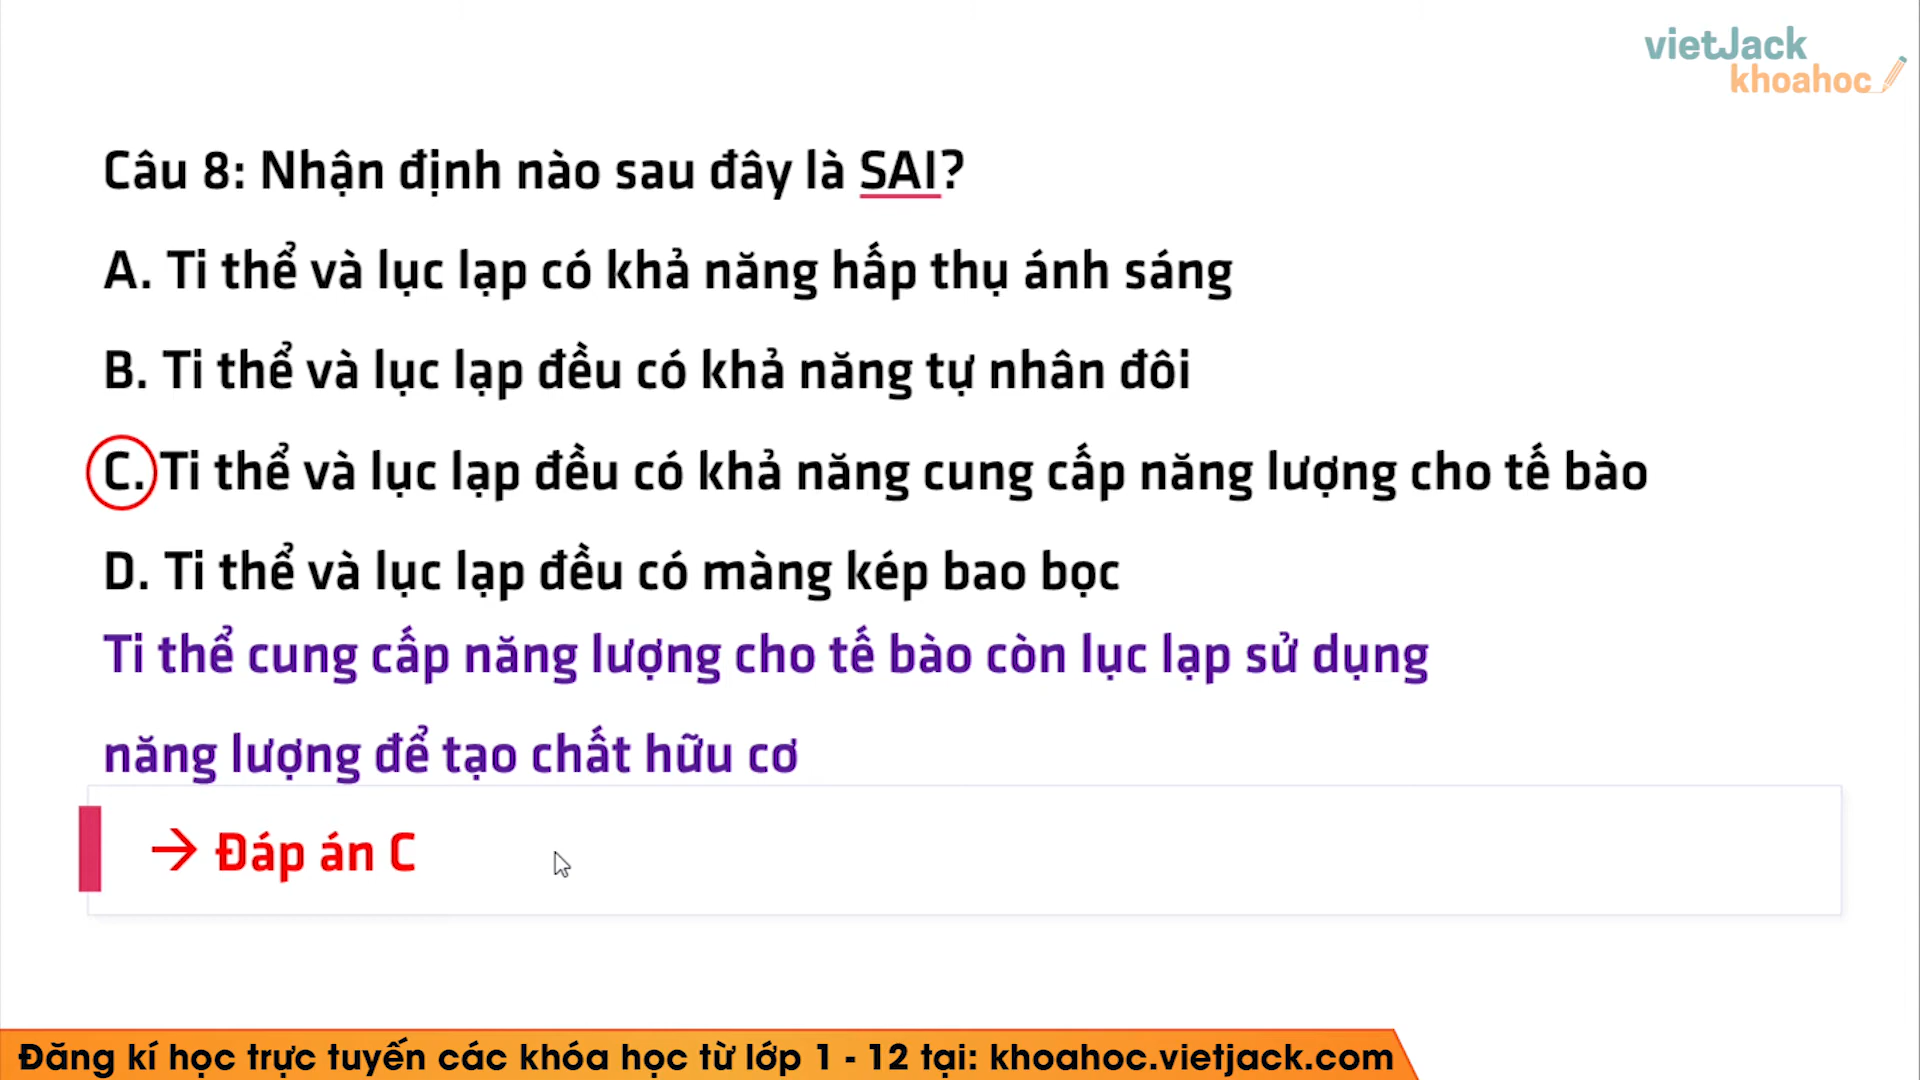 vietJack
khoahoc
Câu 8: Nhận định nào sau đây là SAI?
A. Ti thể và lục lạp có khả năng hấp thụ ánh sáng
B. Ti thể và lục lạp đều có khả năng tự nhân đôi
C. Ti thể và lục lạp đều có khả năng cung cấp năng lượng cho tế bào
D. Ti thể và lục lạp đều có màng kép bao bọc
Ti thể cung cấp năng lượng cho tế bào còn lục lạp sử dụng
năng lượng để tạo chất hữu cơ
→ Đáp án C
Đăng kí học trực tuyến các khóa học từ lớp 1 - 12 tại: khoahoc.vietjack.com